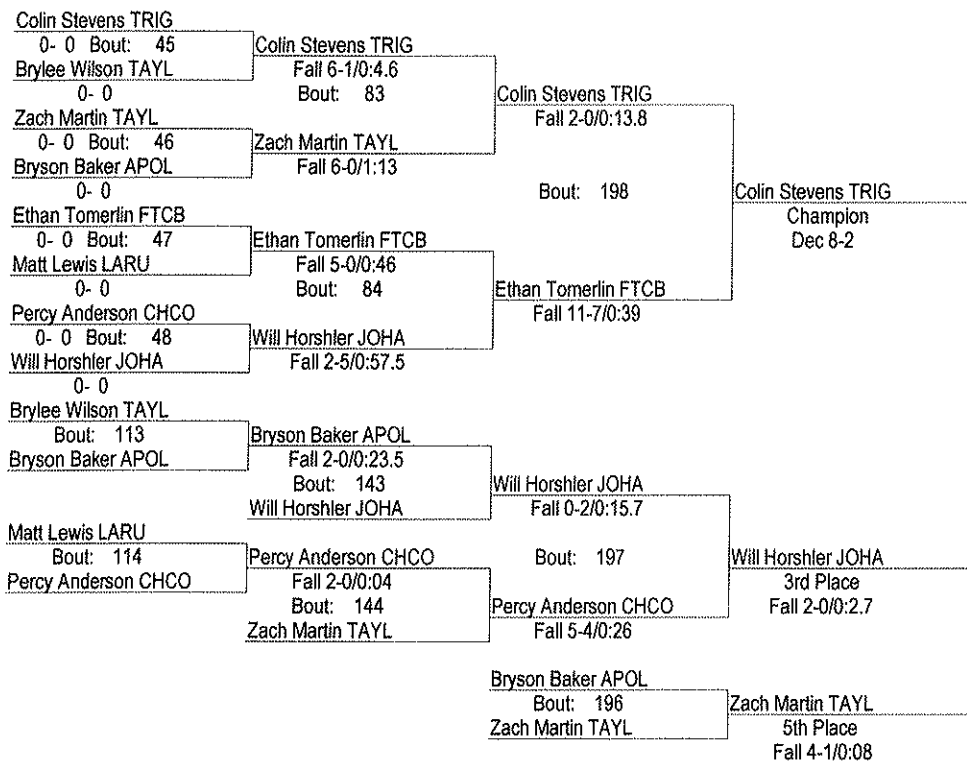 Colin Stevens TRIG
0- 0 Bout: 45
Brylee Wilson TAYL
0- 0
Zach Martin TAYL
0- 0 Bout: 46
Bryson Baker APOL
0- 0
Ethan Tomerlin FTCB
0- 0 Bout: 47
Matt Lewis LARU
0- 0
Percy Anderson CHCO
0- 0 Bout: 48
Will Horshler JOHA
0- 0
Colin Stevens TRIG
Fall 6-1/0:4.6
Bout: 83
Zach Martin TAYL
Fall 6-0/1:13
Ethan Tomerlin FTCB
Fall 5-0/0:46
Bout: 84
Will Horshler JOHA
Fall 2-5/0:57.5
Colin Stevens TRIG
Fall 2-0/0:13.8
Bout: 198
Ethan Tomerlin FTCB
Fall 11-7/0:39
Colin Stevens TRIG
Champion
Dec 8-2
Brylee Wilson TAYL
Bout: 113
Bryson Baker APOL
Matt Lewis LARU
Bout: 114
Percy Anderson CHCO
Bryson Baker APOL
Fall 2-0/0:23.5
Bout: 143
Will Horshler JOHA
Percy Anderson CHCO
Fall 2-0/0:04
Bout: 144
Zach Martin TAYL
Will Horshler JOHA
Fall 0-2/0:15.7
Bout: 197
Percy Anderson CHCO
Fall 5-4/0:26
Will Horshler JOHA
3rd Place
Fall 2-0/0:2.7
Bryson Baker APOL
Bout: 196
Zach Martin TAYL
Zach Martin TAYL
5th Place
Fall 4-1/0:08